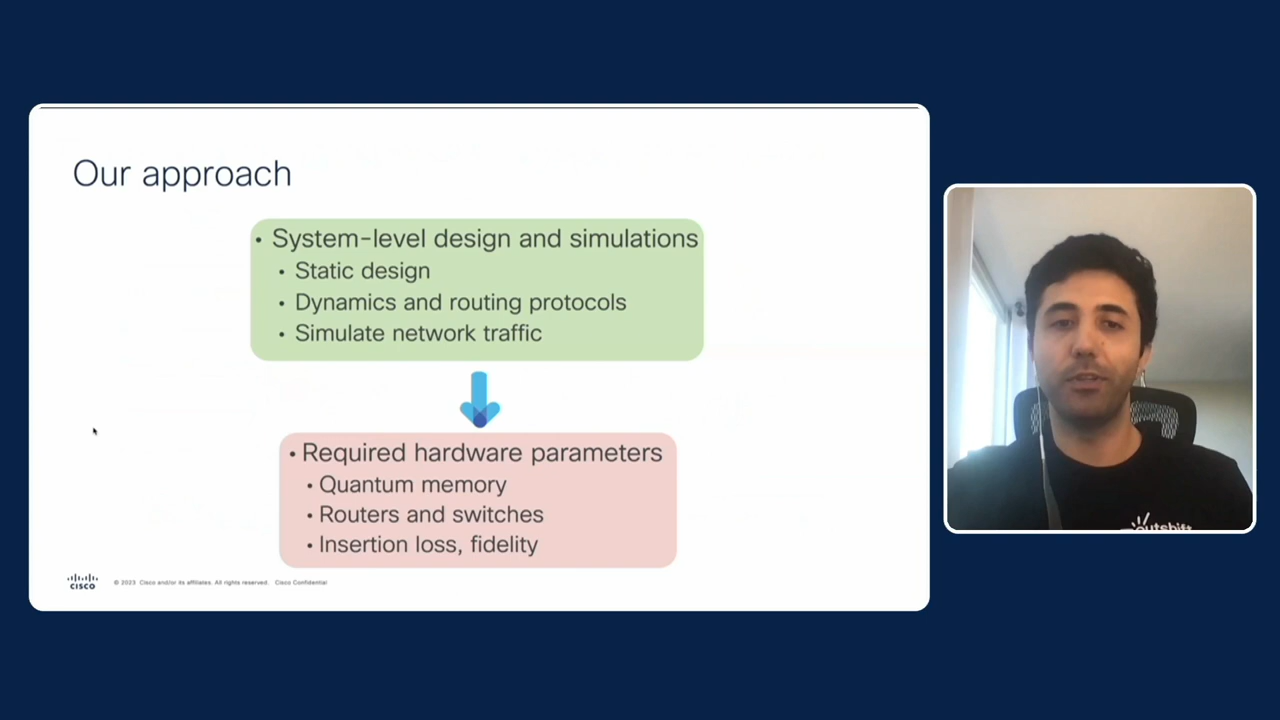 Our approach
• System-level design and simulations
• Static design
• Dynamics and routing protocols
• Simulate network traffic
• Required hardware parameters
• Quantum memory
• Routers and switches
• Insertion loss, fidelity
CISCO
© 2023 Cisco and/or its affiliates. All rights reserved. Cisco Confidential
outshift